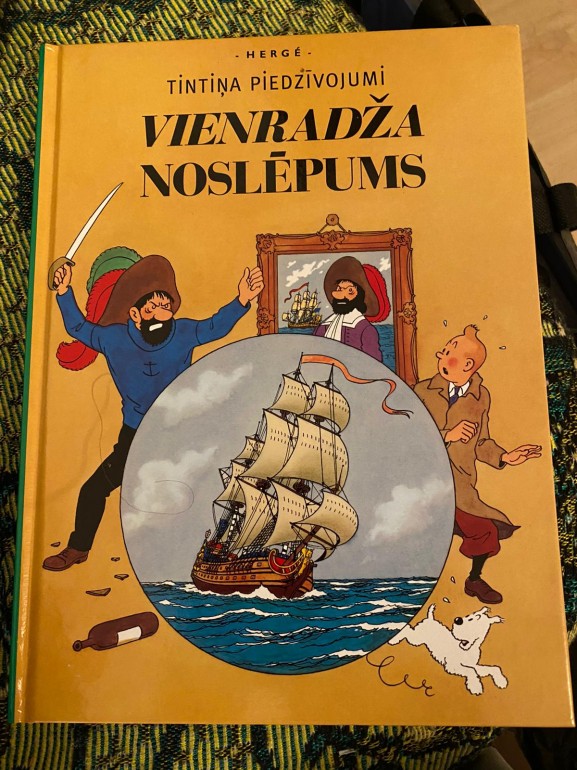 - HERGÉ -
TINTIŅA PIEDZĪVOJUMI
VIENRADŽA
NOSLĒPUMS